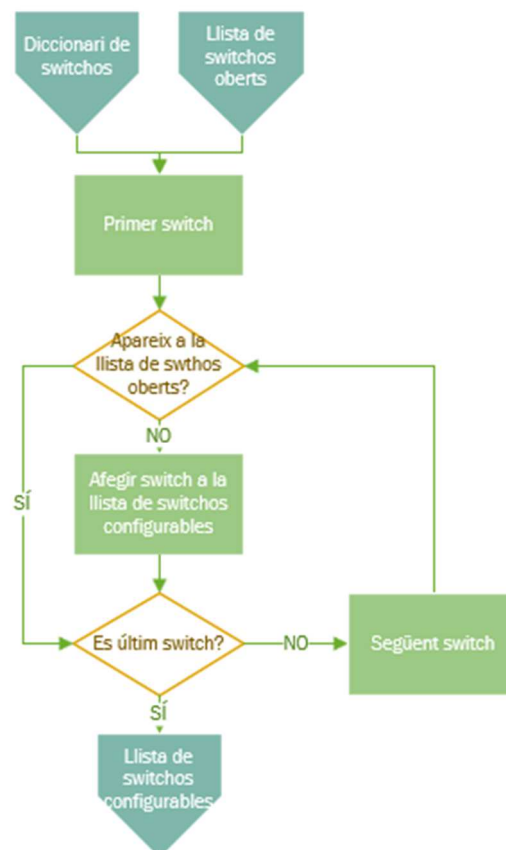 Diccionari de
switchos
Llista de
switchos
oberts
Primer switch
Apareix a la
llista de swthos
oberts?
NO
Afegir switch a la
llista de switchos
configurables
SÍ
Es últim switch?
NO
Següent switch
SÍ
Llista de
switchos
configurables